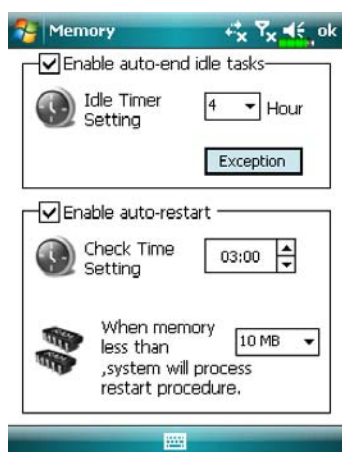 Memory ok
Enable auto-end idle tasks
Idle Timer
Setting
4 Hour
Exception
Enable auto-restart
Check Time
Setting
03:00
When memory
less than
10 MB
,system will process
restart procedure.